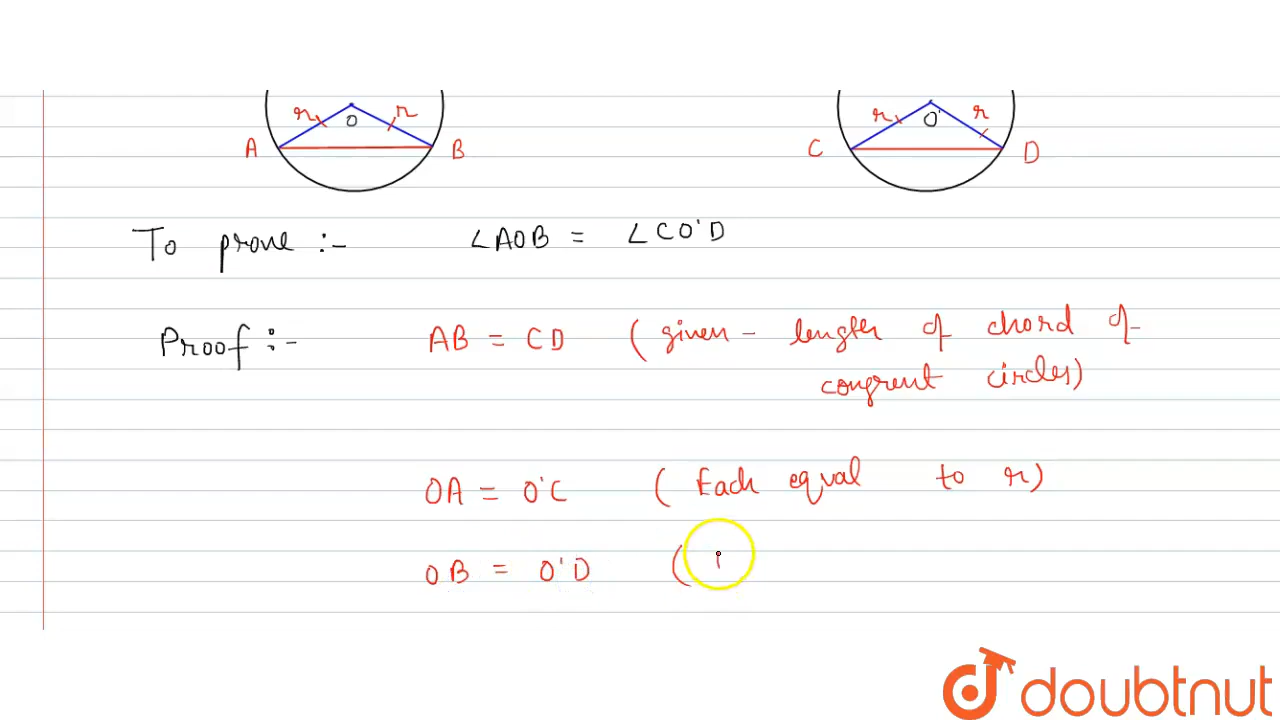 r r r r
O O'
A B C D
To prove :- ∠AOB = ∠CO'D
Proof :- AB = CD (given - length of chord of
congruent circles)
OA = O'C ( Each equal to r)
OB = O'D (
doubtnut